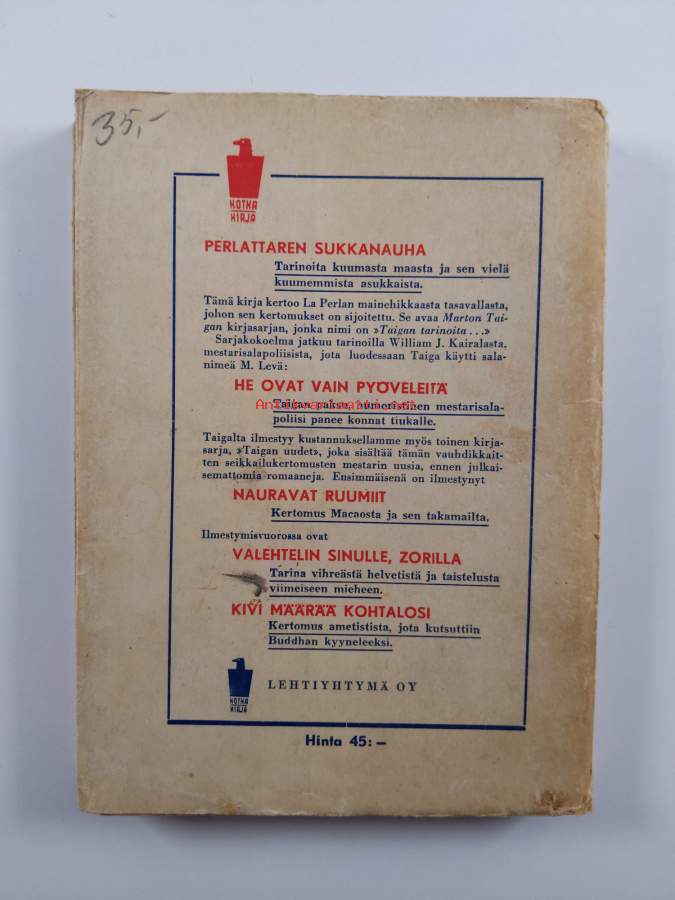 35,-
KOTKA
KIRJA
PERLATTAREN SUKKANAUHA
Tarinoita kuumasta maasta ja sen vielä
kuumemmista asukkaista.
Tämä kirja kertoo La Perlan mainehikkaasta tasavallasta,
johon sen kertomukset on sijoitettu. Se avaa Marton Tai-
gan kirjasarjan, jonka nimi on »Taigan tarinoita . . .»
Sarjakokoelma jatkuu tarinoilla William J. Kairalasta,
mestarisalapoliisista, jota luodessaan Taiga käytti sala-
nimeä M. Levä:
HE OVAT VAIN PYÖVELEITÄ
Taigan mestarisala-
poliisi panee konnat tiukalle.
Taigalta ilmestyy kustannuksellamme myös toinen kirja-
sarja, »Taigan uudet», joka sisältää tämän vauhdikkait-
ten seikkailukertomusten mestarin uusia, ennen julkai-
semattomia romaaneja. Ensimmäisenä on ilmestynyt
NAURAVAT RUUMIIT
Kertomus Macaosta ja sen takamailta.
Ilmestymisvuorossa ovat
VALEHTELIN SINULLE, ZORILLA
Tarina vihreästä helvetistä ja taistelusta
viimeiseen mieheen.
KIVI MÄÄRÄÄ KOHTALOSI
Kertomus ametistista, jota kutsuttiin
Buddhan kyyneleeksi.
KOTKA
KIRJA
LEHTIYHTYMÄ OY
Hinta 45: –